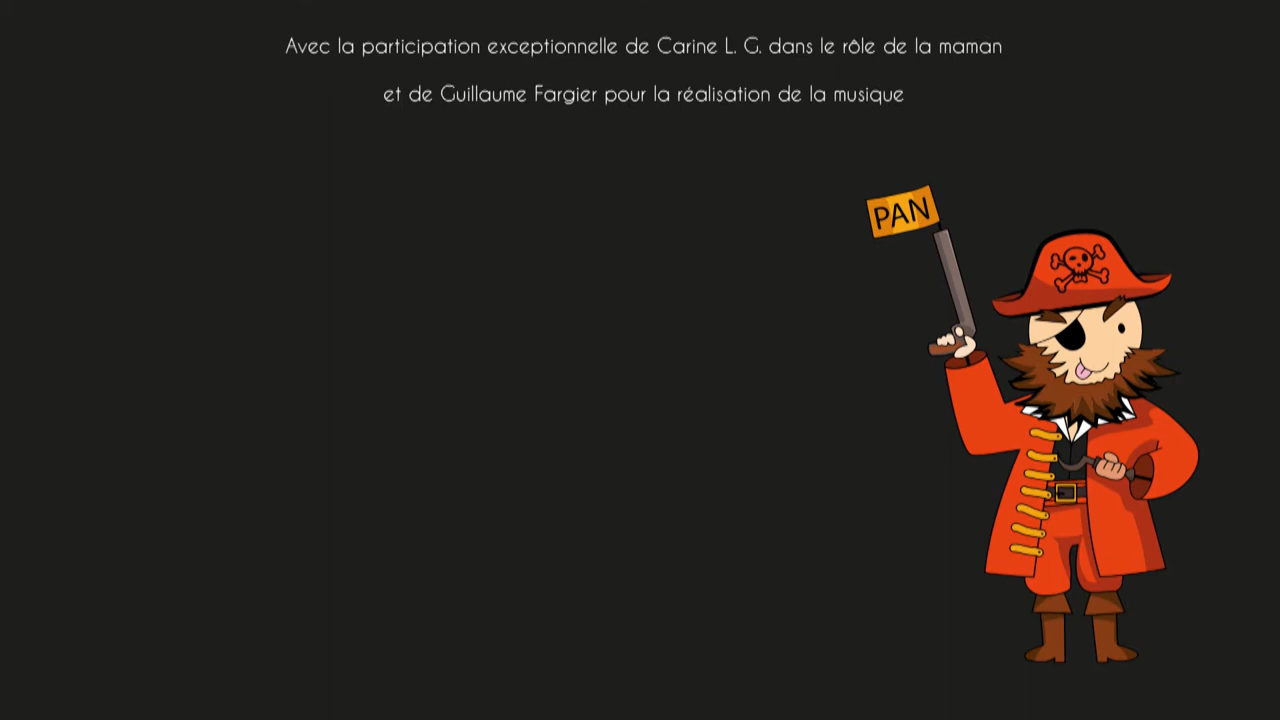 Avec la participation exceptionnelle de Carine L. G. dans le rôle de la maman
et de Guillaume Fargier pour la réalisation de la musique
PAN